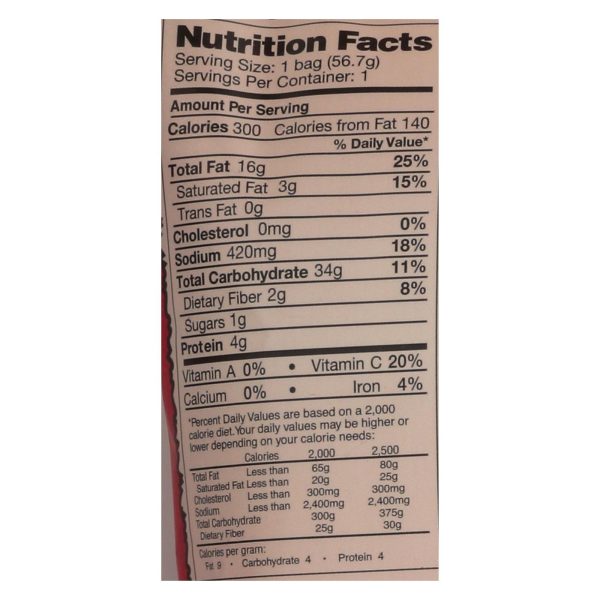 Nutrition Facts
Serving Size: 1 bag (56.7g)
Servings Per Container: 1
Amount Per Serving
Calories 300 Calories from Fat 140
% Daily Value*
Total Fat 16g 25%
Saturated Fat 3g 15%
Trans Fat 0g
Cholesterol 0mg 0%
Sodium 420mg 18%
Total Carbohydrate 34g 11%
Dietary Fiber 2g 8%
Sugars 1g
Protein 4g
Vitamin A 0% • Vitamin C 20%
Calcium 0% • Iron 4%
*Percent Daily Values are based on a 2,000
calorie diet. Your daily values may be higher or
lower depending on your calorie needs:
Calories 2,000 2,500
Total Fat Less than 65g 80g
Saturated Fat Less than 20g 25g
Cholesterol Less than 300mg 300mg
Sodium Less than 2,400mg 2,400mg
Total Carbohydrate 300g 375g
Dietary Fiber 25g 30g
Calories per gram:
Fat 9 • Carbohydrate 4 • Protein 4